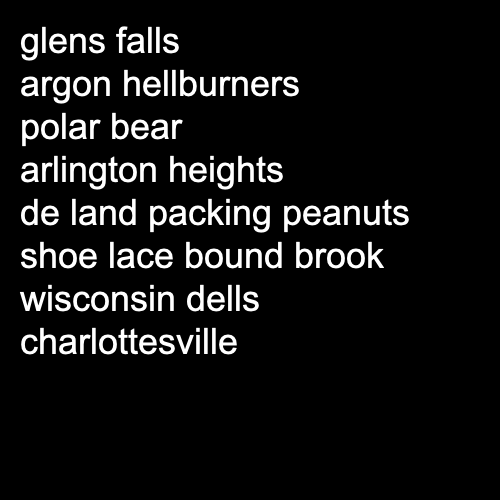 glens falls
argon hellburners
polar bear
arlington heights
de land packing peanuts
shoe lace bound brook
wisconsin dells
charlottesville